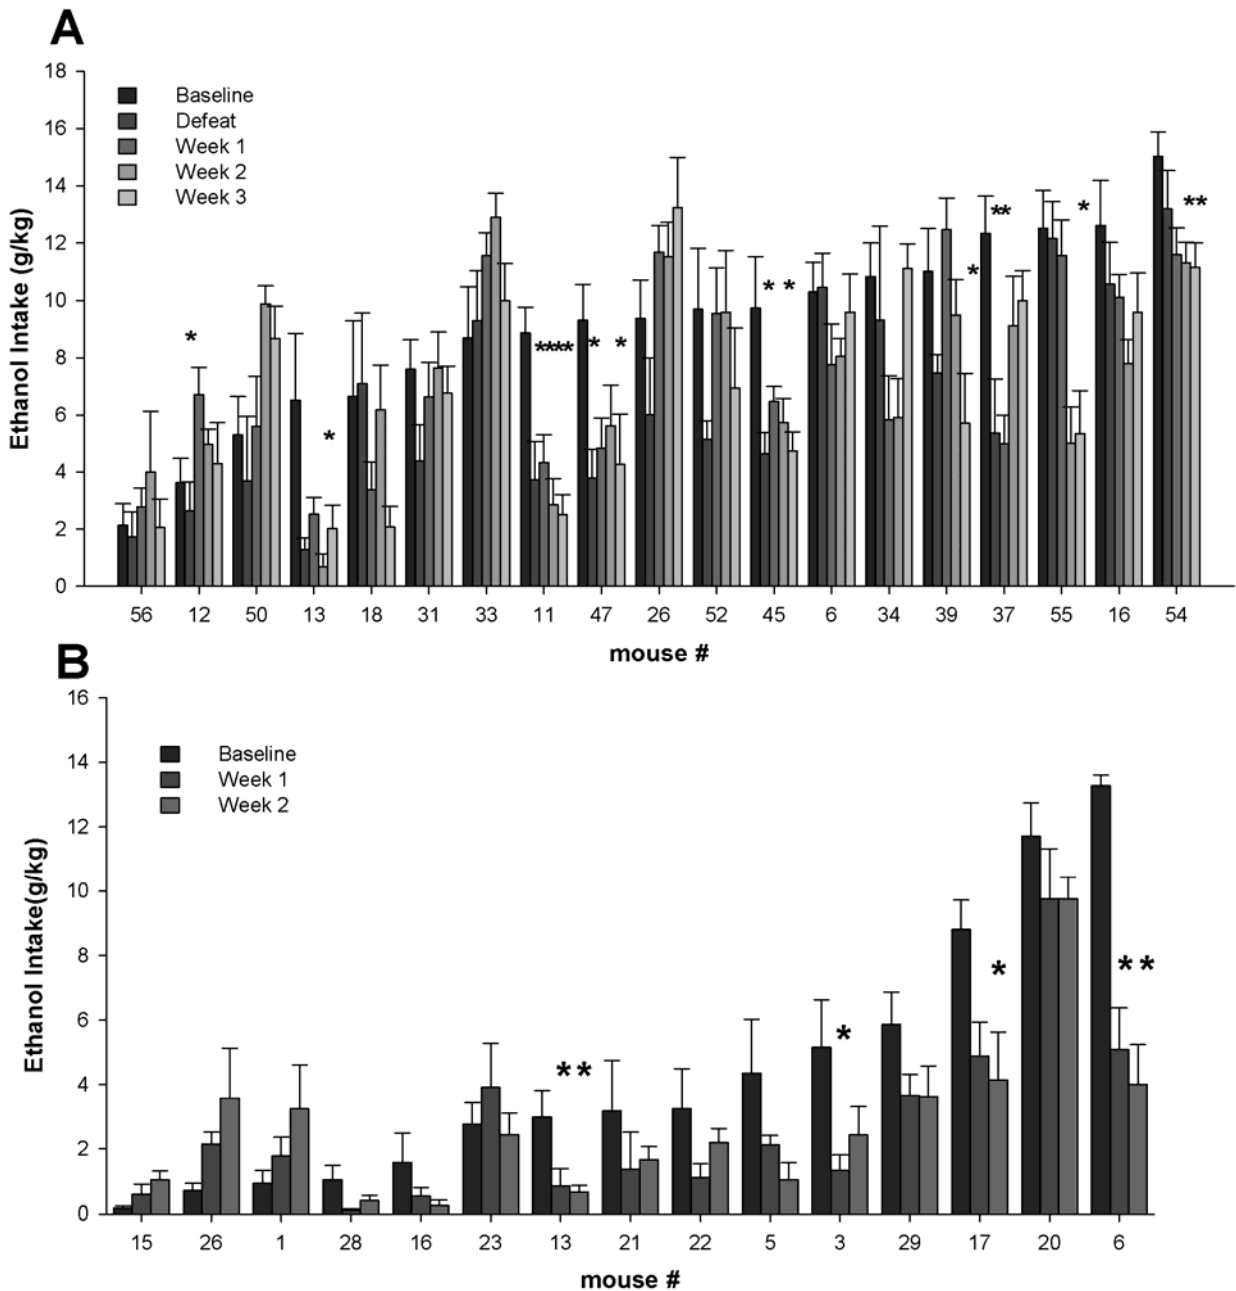 A
18
16
14
12
10
8
6
4
2
0
Ethanol Intake (g/kg)
Baseline
Defeat
Week 1
Week 2
Week 3
*
*
****
*
*
*
*
*
**
*
**
56 12 50 13 18 31 33 11 47 26 52 45 6 34 39 37 55 16 54
mouse #
B
16
14
12
10
8
6
4
2
0
Ethanol Intake(g/kg)
Baseline
Week 1
Week 2
**
*
*
**
15 26 1 28 16 23 13 21 22 5 3 29 17 20 6
mouse #